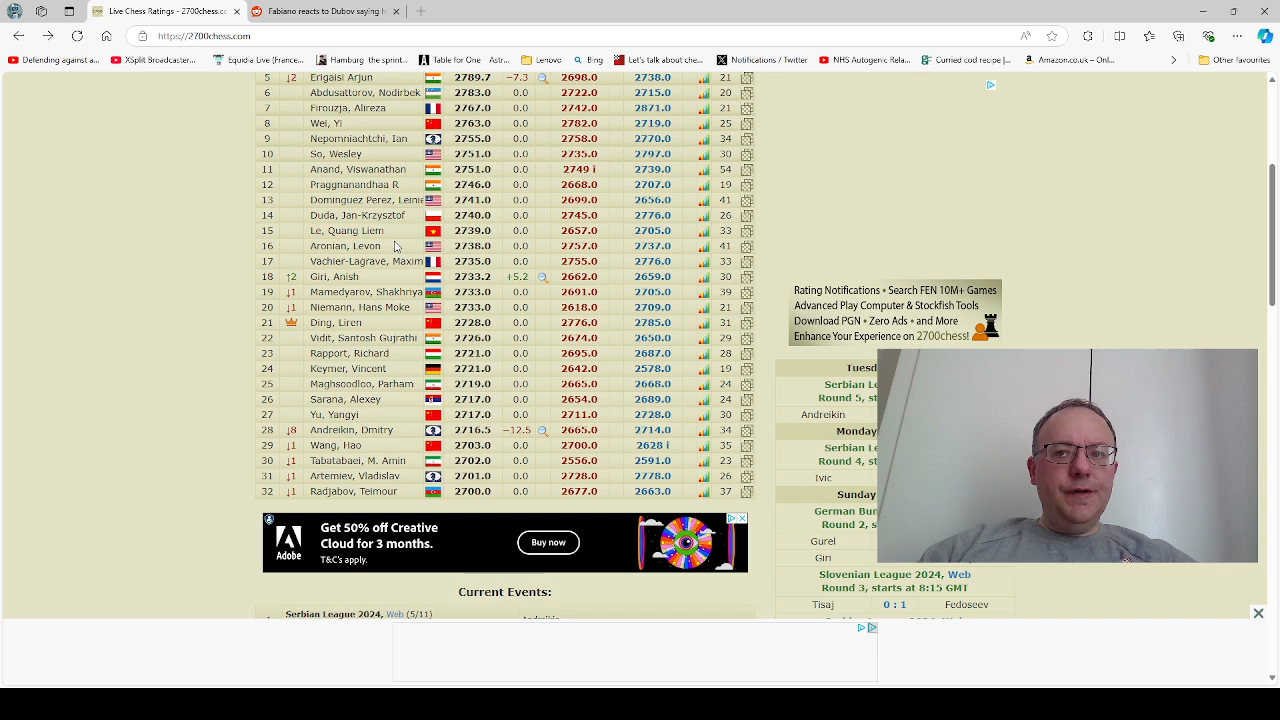 Live Chess Ratings - 2700chess.co
Fabiano reacts to Dubov saying h
https://2700chess.com
Defending against a...
XSplit Broadcaster:...
Equidia Live (France...
Hamburg the sprint...
Table for One Astr...
Lenovo
Bing
Let's talk about che...
Notifications / Twitter
NHS Autogenic Rela...
Curried cod recipe |...
Amazon.co.uk – Onl...
Other favourites
5 ↓2 Erigaisi Arjun 2789.7 −7.3 2698.0 2738.0 21
6 Abdusattorov, Nodirbek 2783.0 0.0 2722.0 2715.0 20
7 Firouzja, Alireza 2767.0 0.0 2742.0 2871.0 21
8 Wei, Yi 2763.0 0.0 2782.0 2719.0 25
9 Nepomniachtchi, Ian 2755.0 0.0 2758.0 2770.0 34
10 So, Wesley 2751.0 0.0 2735.0 2797.0 30
11 Anand, Viswanathan 2751.0 0.0 2749 i 2739.0 54
12 Praggnanandhaa R 2746.0 0.0 2668.0 2707.0 19
13 Dominguez Perez, Leinie 2741.0 0.0 2699.0 2656.0 41
14 Duda, Jan-Krzysztof 2740.0 0.0 2745.0 2776.0 26
15 Le, Quang Liem 2739.0 0.0 2657.0 2705.0 33
16 Aronian, Levon 2738.0 0.0 2757.0 2737.0 41
17 Vachier-Lagrave, Maxim 2735.0 0.0 2755.0 2776.0 33
18 ↑2 Giri, Anish 2733.2 +5.2 2662.0 2659.0 30
19 ↓1 Mamedyarov, Shakhriya 2733.0 0.0 2691.0 2705.0 39
20 ↓1 Niemann, Hans Moke 2733.0 0.0 2618.0 2709.0 21
21 Ding, Liren 2728.0 0.0 2776.0 2785.0 31
22 Vidit, Santosh Gujrathi 2726.0 0.0 2674.0 2650.0 29
23 Rapport, Richard 2721.0 0.0 2695.0 2687.0 28
24 Keymer, Vincent 2721.0 0.0 2642.0 2578.0 19
25 Maghsoodloo, Parham 2719.0 0.0 2665.0 2668.0 24
26 Sarana, Alexey 2717.0 0.0 2654.0 2689.0 24
27 Yu, Yangyi 2717.0 0.0 2711.0 2728.0 30
28 ↓8 Andreikin, Dmitry 2716.5 −12.5 2665.0 2714.0 34
29 ↓1 Wang, Hao 2703.0 0.0 2700.0 2628 i 35
30 ↓1 Tabatabaei, M. Amin 2702.0 0.0 2556.0 2591.0 23
31 ↓1 Artemiev, Vladislav 2701.0 0.0 2728.0 2778.0 26
32 ↓1 Radjabov, Teimour 2700.0 0.0 2677.0 2663.0 37
Adobe
Get 50% off Creative
Cloud for 3 months.
T&C's apply.
Buy now
Current Events:
Serbian League 2024, Web (5/11)
Rating Notifications • Search FEN 10M+ Games
Advanced Play Computer & Stockfish Tools
Download PGN • Zero Ads • and More
Enhance Your Experience on 2700chess!
Tuesd
Serbian Le
Round 5, st
Andreikin
Monday
Serbian Le
Round 4, st
Ivic
Sunday
German Bun
Round 2, s
Gurel
Giri
Slovenian League 2024, Web
Round 3, starts at 8:15 GMT
Tisaj 0 : 1 Fedoseev